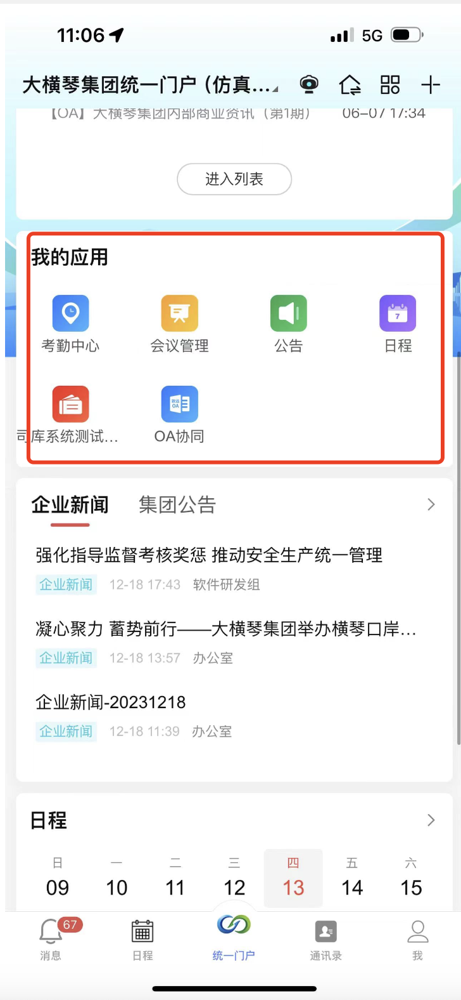 11:06 5G
大横琴集团统一门户（仿真...
【OA】大横琴集团内部商业资讯（第1期） 06-07 17:34
进入列表
我的应用
7
考勤中心 会议管理 公告 日程
致远
OA
司库系统测试... OA协同
企业新闻 集团公告
强化指导监督考核奖惩 推动安全生产统一管理
企业新闻 12-18 17:43 软件研发组
凝心聚力 蓄势前行——大横琴集团举办横琴口岸...
企业新闻 12-18 13:57 办公室
企业新闻-20231218
企业新闻 12-18 11:39 办公室
日程
日 一 二 三 四 五 六
09 10 11 12 13 14 15
67
消息 日程 统一门户 通讯录 我